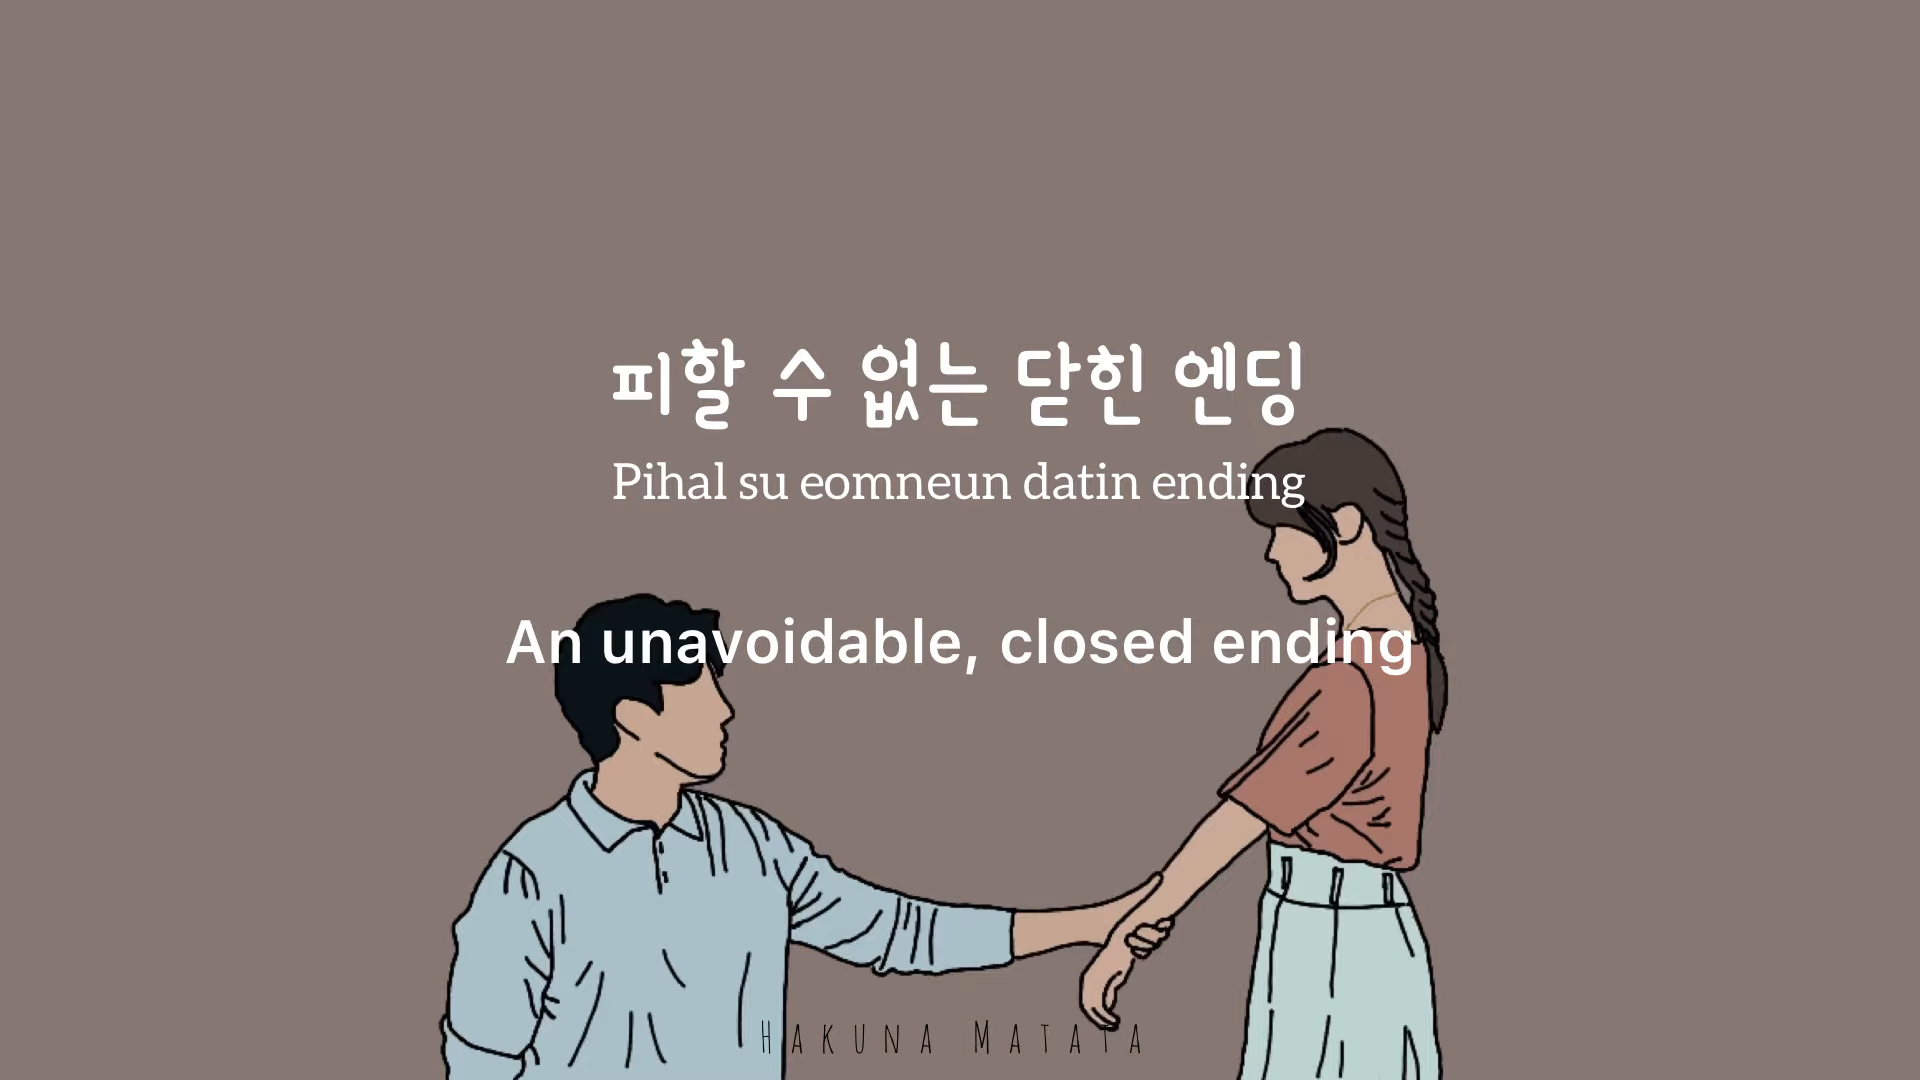 피할 수 없는 닫힌 엔딩
Pihal su eomneun datin ending
An unavoidable, closed ending
HAKUNA MATATA